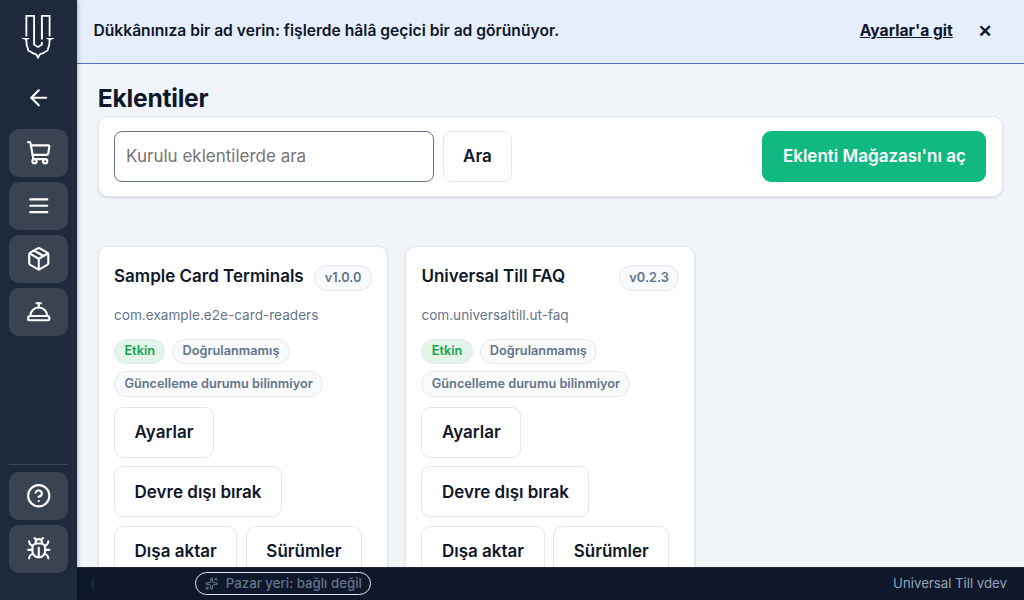 Dükkânınıza bir ad verin: fişlerde hâlâ geçici bir ad görünüyor.
Ayarlar'a git
Eklentiler
Kurulu eklentilerde ara
Ara
Eklenti Mağazası'nı aç
Sample Card Terminals
v1.0.0
com.example.e2e-card-readers
Etkin
Doğrulanmamış
Güncelleme durumu bilinmiyor
Ayarlar
Devre dışı bırak
Dışa aktar
Sürümler
Universal Till FAQ
v0.2.3
com.universaltill.ut-faq
Etkin
Doğrulanmamış
Güncelleme durumu bilinmiyor
Ayarlar
Devre dışı bırak
Dışa aktar
Sürümler
Pazar yeri: bağlı değil
Universal Till vdev